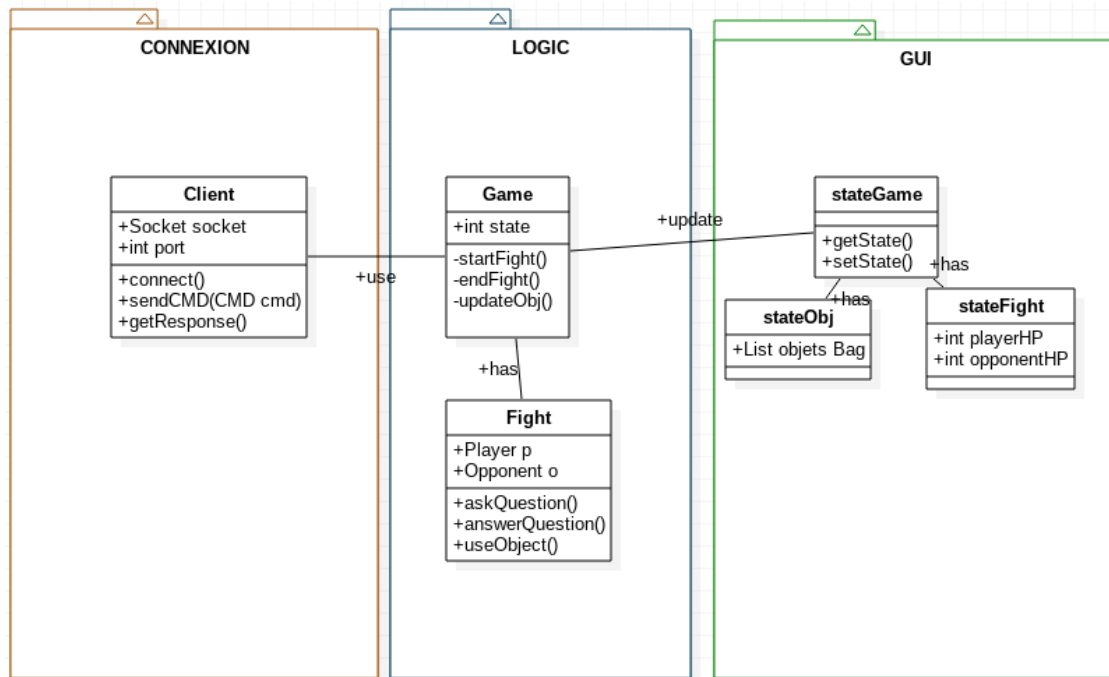 CONNEXION
Client
+Socket socket
+int port
+connect()
+sendCMD(CMD cmd)
+getResponse()
+use
LOGIC
Game
+int state
-startFight()
-endFight()
-updateObj()
+has
Fight
+Player p
+Opponent o
+askQuestion()
+answerQuestion()
+useObject()
+update
GUI
stateGame
+getState()
+setState()
+has
+has
stateObj
+List objets Bag
stateFight
+int playerHP
+int opponentHP